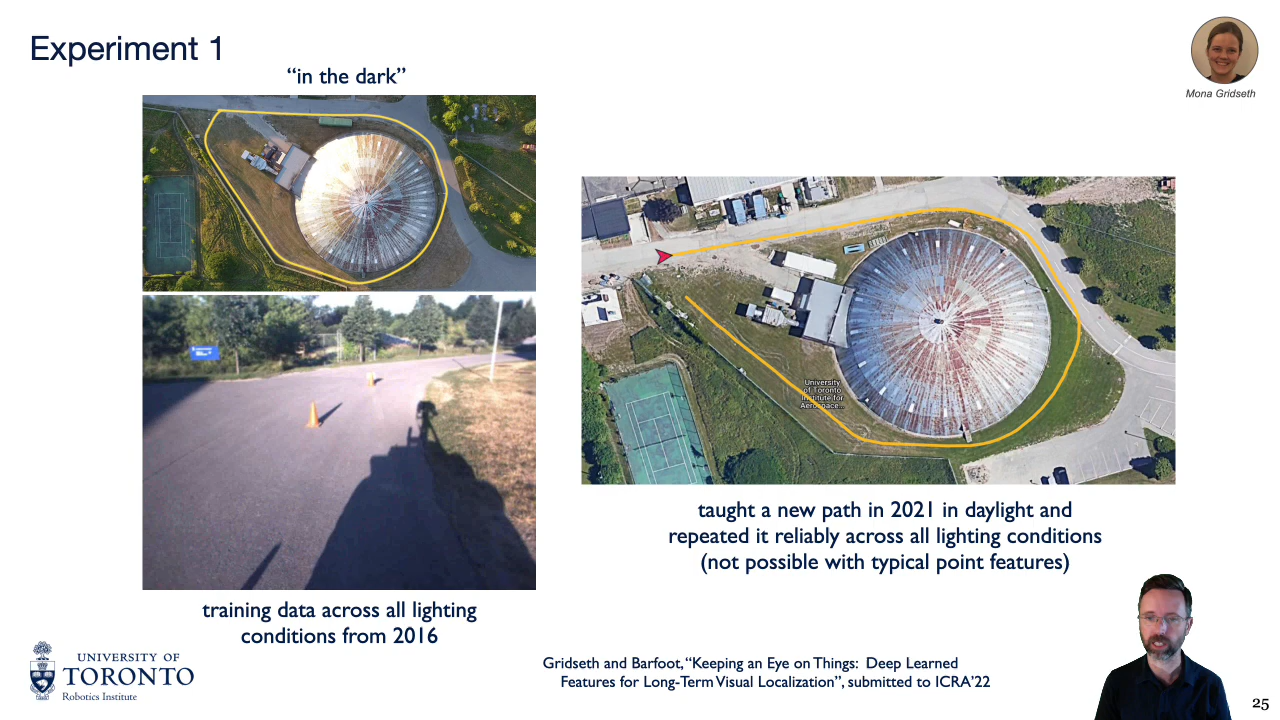 Experiment 1
“in the dark”
Mona Gridseth
University
of Toronto
Institute for
Aerospace...
taught a new path in 2021 in daylight and
repeated it reliably across all lighting conditions
(not possible with typical point features)
training data across all lighting
conditions from 2016
UNIVERSITY OF
TORONTO
Robotics Institute
Gridseth and Barfoot, “Keeping an Eye on Things: Deep Learned
Features for Long-Term Visual Localization”, submitted to ICRA’22
25